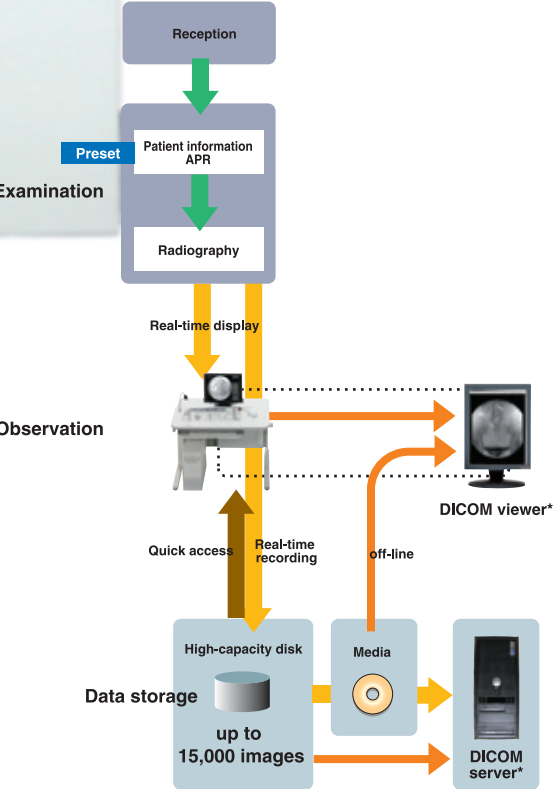 Reception
Preset
Patient information
APR
Examination
Radiography
Real-time display
Observation
DICOM viewer*
Quick access
Real-time
recording
off-line
High-capacity disk
Media
Data storage
up to
15,000 images
DICOM
server*